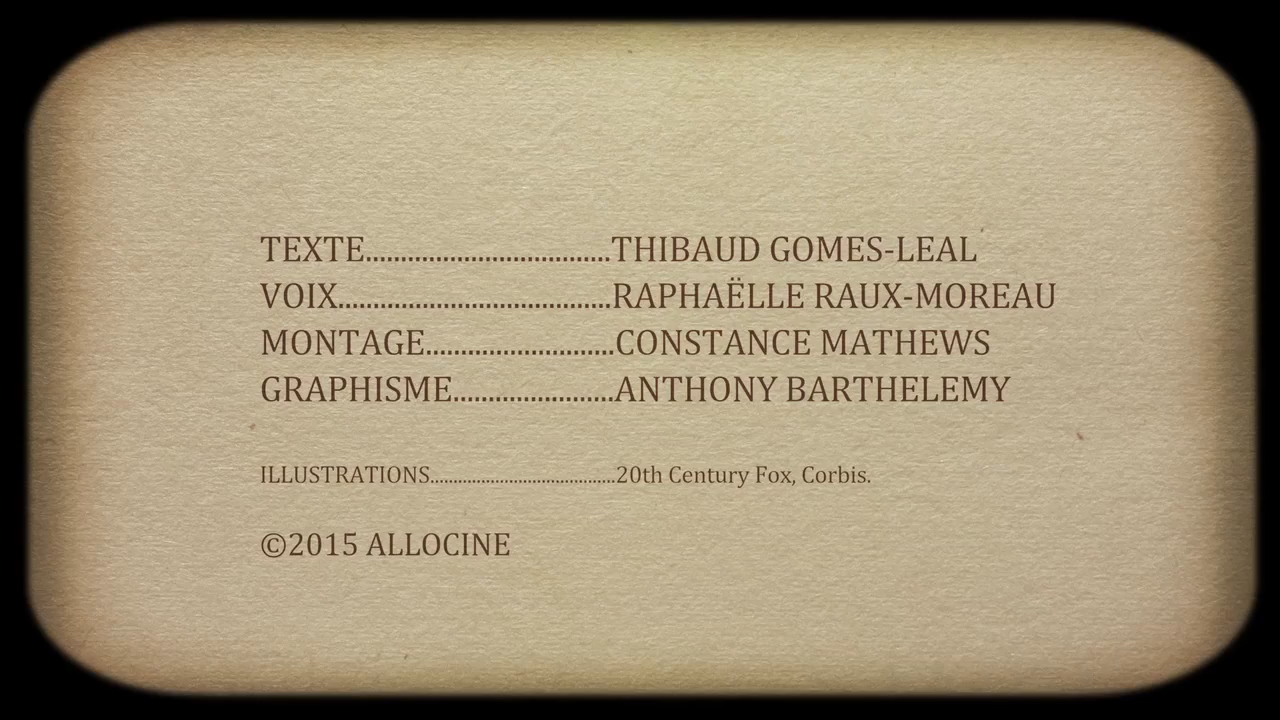 TEXTE...................................THIBAUD GOMES-LEAL
VOIX.......................................RAPHAËLLE RAUX-MOREAU
MONTAGE...........................CONSTANCE MATHEWS
GRAPHISME.......................ANTHONY BARTHELEMY
ILLUSTRATIONS........................................20th Century Fox, Corbis.
©2015 ALLOCINE